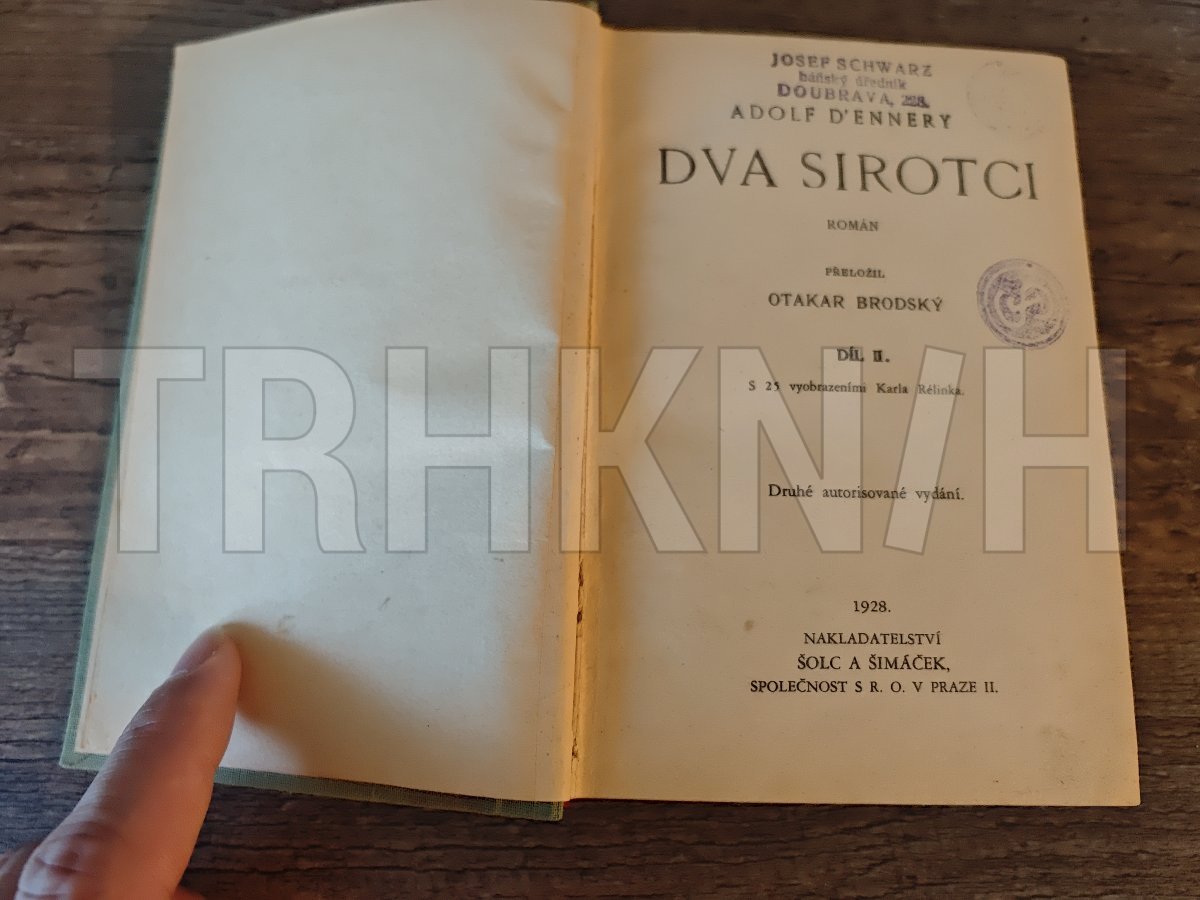 JOSEF SCHWARZ
báňský úředník
DOUBRAVA, 228.
ADOLF D'ENNERY
DVA SIROTCI
ROMÁN
PŘELOŽIL
OTAKAR BRODSKÝ
DÍL II.
S 25 vyobrazeními Karla Rélinka.
TRHKN/H
Druhé autorisované vydání.
1928.
NAKLADATELSTVÍ
ŠOLC A ŠIMÁČEK,
SPOLEČNOST S R. O. V PRAZE II.